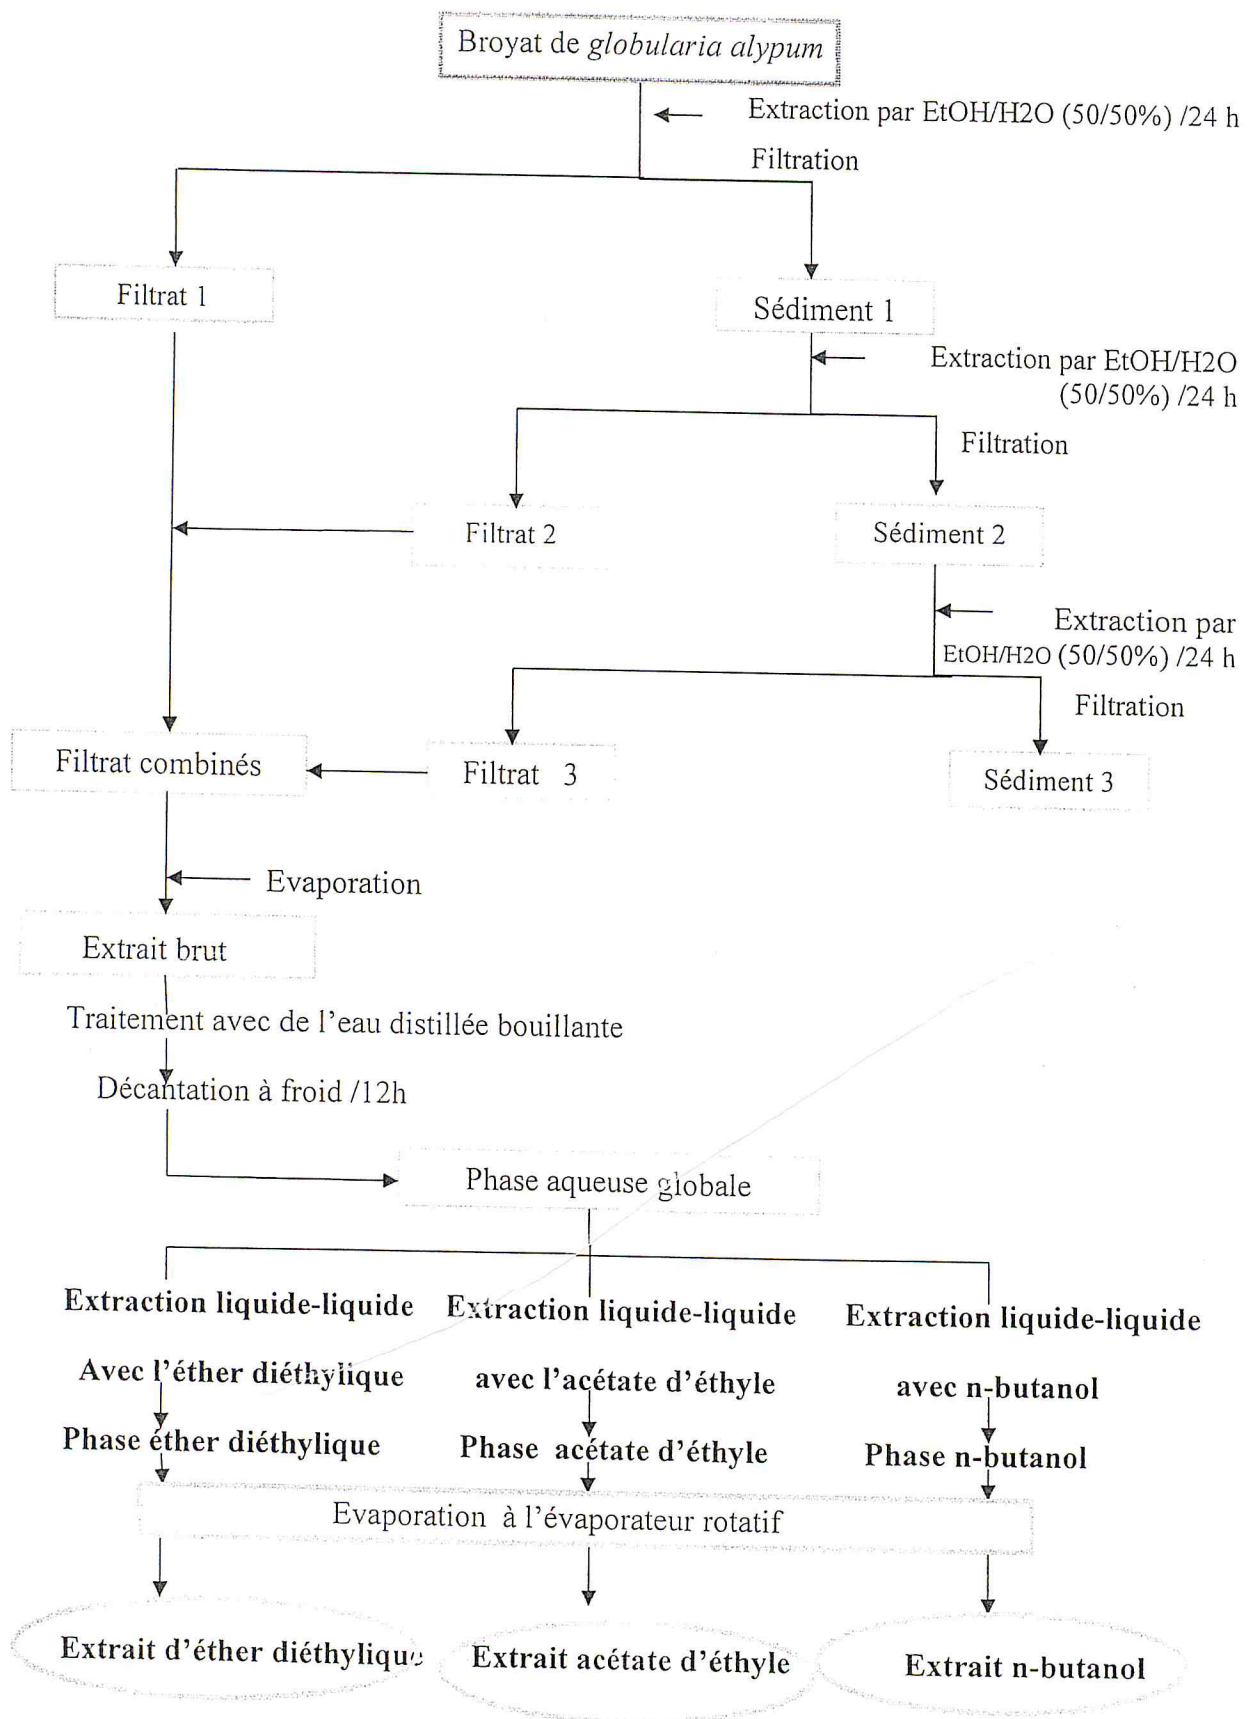 Broyat de globularia alypum
Extraction par EtOH/H2O (50/50%) /24 h
Filtration
Filtrat 1
Sédiment 1
Extraction par EtOH/H2O
(50/50%) /24 h
Filtration
Filtrat 2
Sédiment 2
Extraction par
EtOH/H2O (50/50%) /24 h
Filtration
Filtrat combinés
Filtrat 3
Sédiment 3
Evaporation
Extrait brut
Traitement avec de l'eau distillée bouillante
Décantation à froid /12h
Phase aqueuse globale
Extraction liquide-liquide
Avec l'éther diéthylique
Phase éther diéthylique
Extraction liquide-liquide
avec l'acétate d'éthyle
Phase acétate d'éthyle
Extraction liquide-liquide
avec n-butanol
Phase n-butanol
Evaporation à l'évaporateur rotatif
Extrait d'éther diéthylique
Extrait acétate d'éthyle
Extrait n-butanol